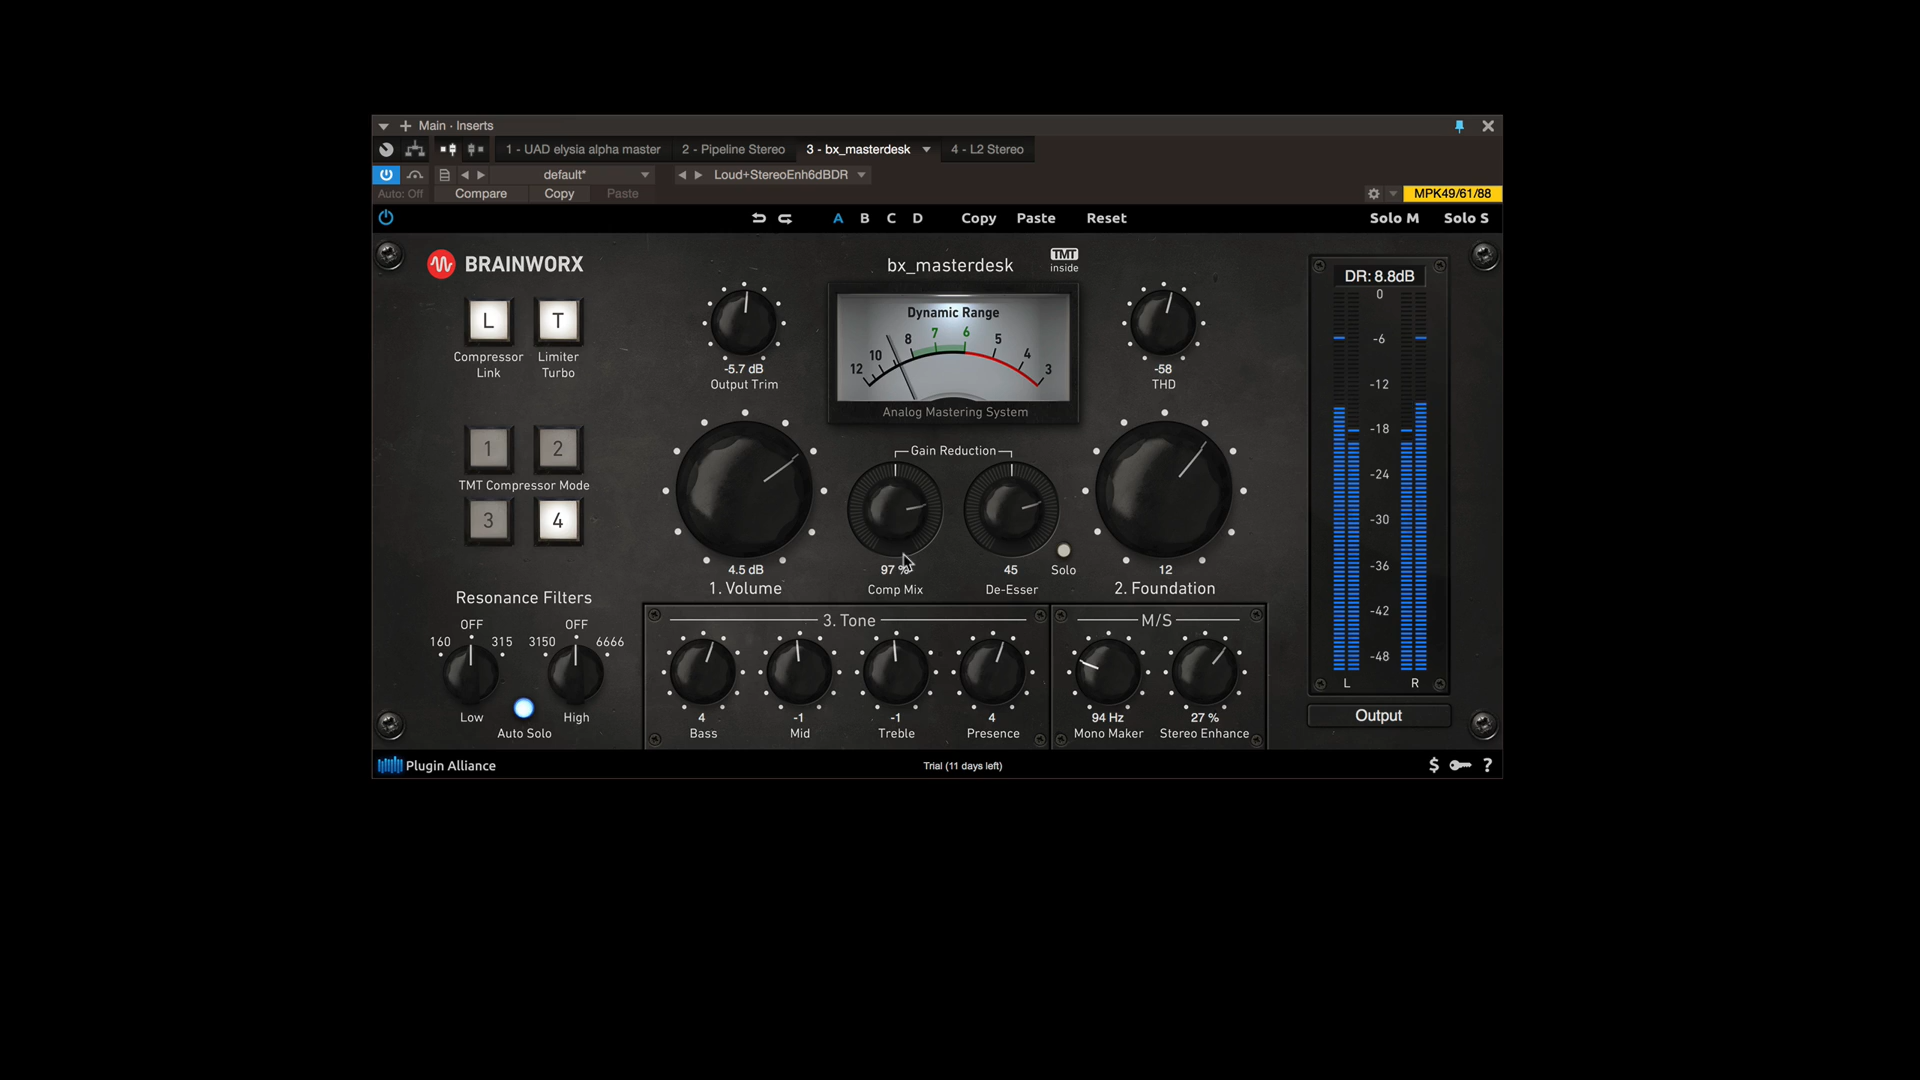 Main · Inserts
1 - UAD elysia alpha master
2 - Pipeline Stereo
3 - bx_masterdesk
4 - L2 Stereo
default*
Loud+StereoEnh6dBDR
Auto: Off
Compare
Copy
Paste
MPK49/61/88
A B C D
Copy
Paste
Reset
Solo M
Solo S
BRAINWORX
bx_masterdesk
TMT
inside
DR: 8.8dB
L
T
Compressor
Link
Limiter
Turbo
-5.7 dB
Output Trim
Dynamic Range
12 10 8 7 6 5 4 3
Analog Mastering System
-58
THD
1
2
TMT Compressor Mode
3
4
4.5 dB
1. Volume
Gain Reduction
97 %
Comp Mix
45
De-Esser
Solo
12
2. Foundation
Resonance Filters
OFF
160
315
Low
OFF
3150
6666
High
Auto Solo
3. Tone
4
Bass
-1
Mid
-1
Treble
4
Presence
M/S
94 Hz
Mono Maker
27 %
Stereo Enhance
0
-6
-12
-18
-24
-30
-36
-42
-48
L
R
Output
Plugin Alliance
Trial (11 days left)
$
?